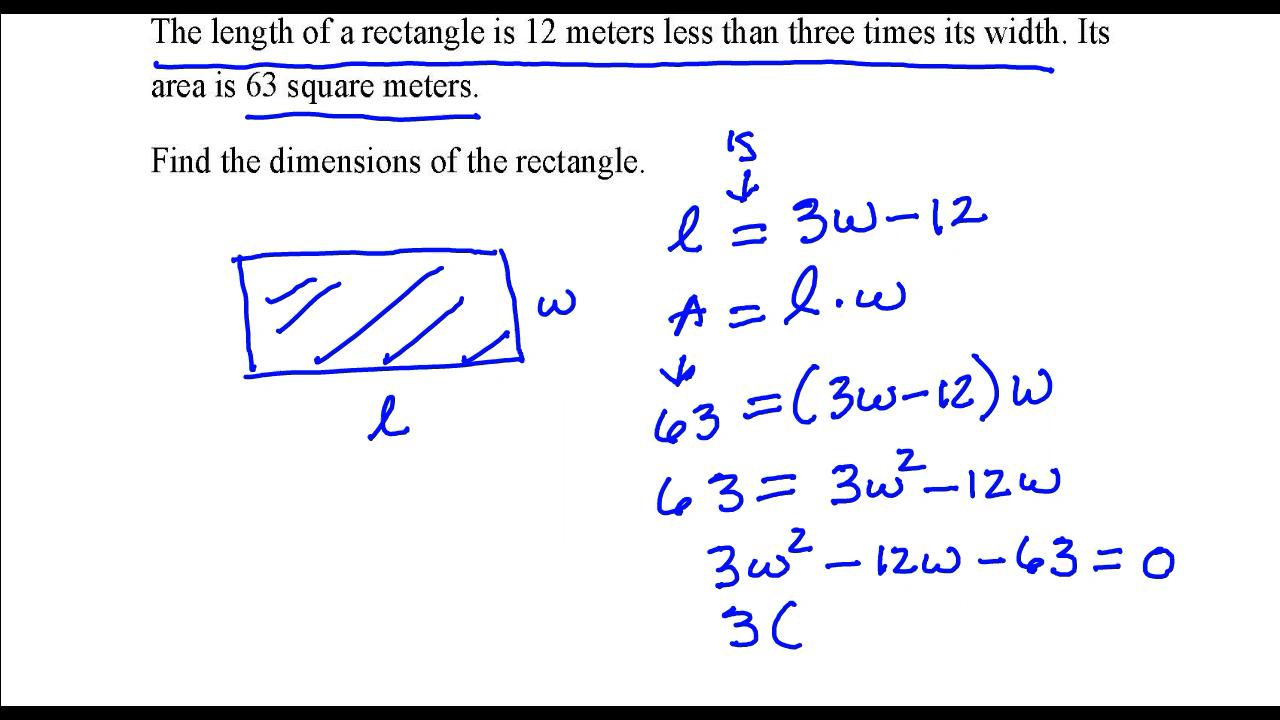 The length of a rectangle is 12 meters less than three times its width. Its
area is 63 square meters.
Find the dimensions of the rectangle.
is
l = 3w - 12
A = l · w
w
l
63 = (3w - 12) w
63 = 3w² - 12w
3w² - 12w - 63 = 0
3 (